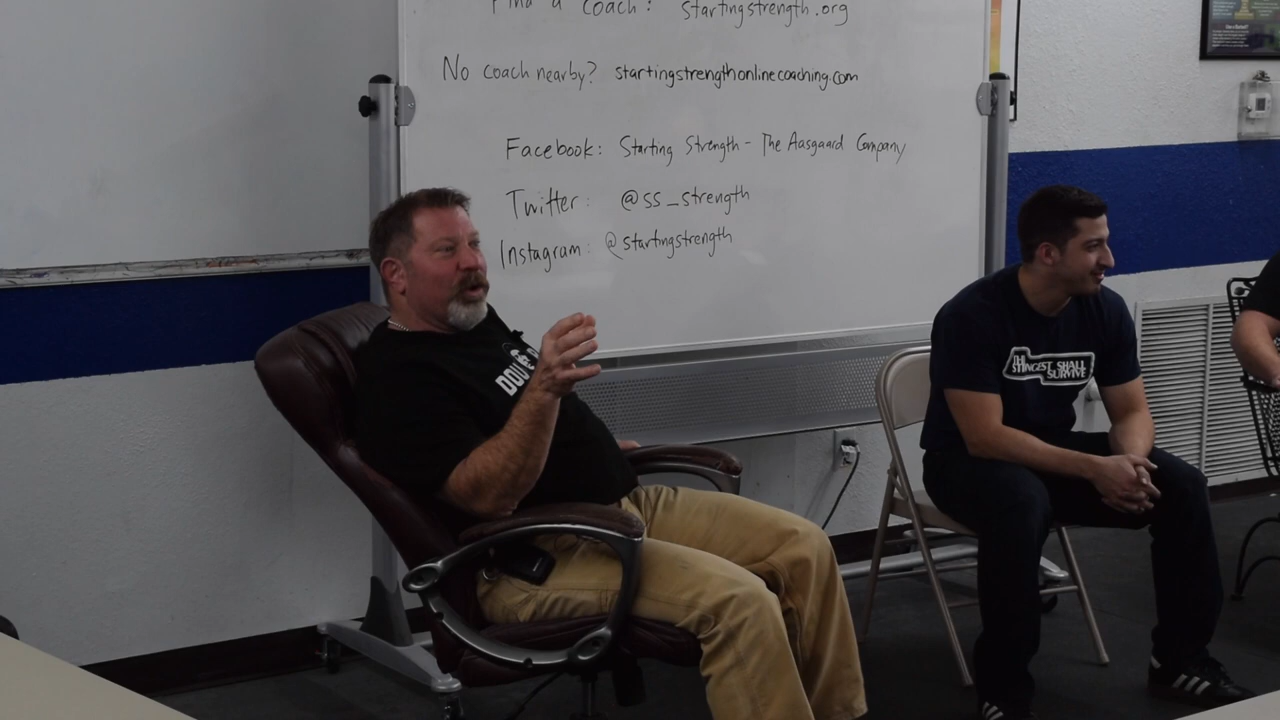 Find a coach: startingstrength.org
No coach nearby? startingstrengthonlinecoaching.com
Facebook: Starting Strength - The Aasgaard Company
Twitter: @ss_strength
Instagram: @startingstrength
THE
STINGEST SHALL
SURVIVE